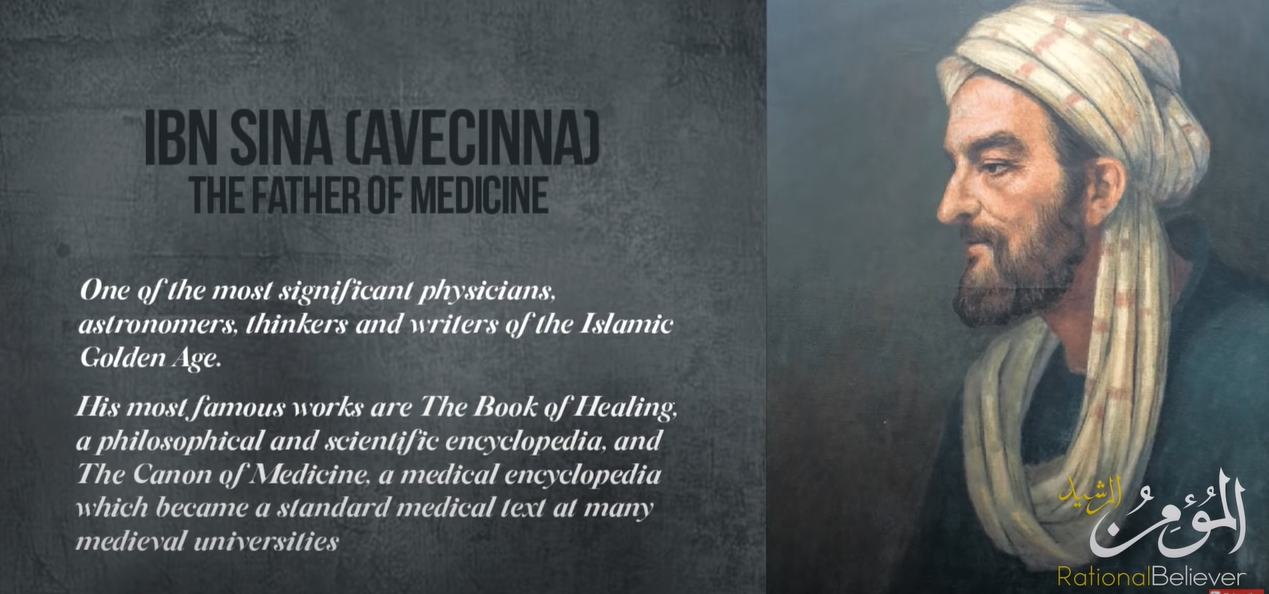 IBN SINA (AVECINNA)
THE FATHER OF MEDICINE
One of the most significant physicians,
astronomers, thinkers and writers of the Islamic
Golden Age.
His most famous works are The Book of Healing,
a philosophical and scientific encyclopedia, and
The Canon of Medicine, a medical encyclopedia
which became a standard medical text at many
medieval universities
المؤمن الرشيد
RationalBeliever